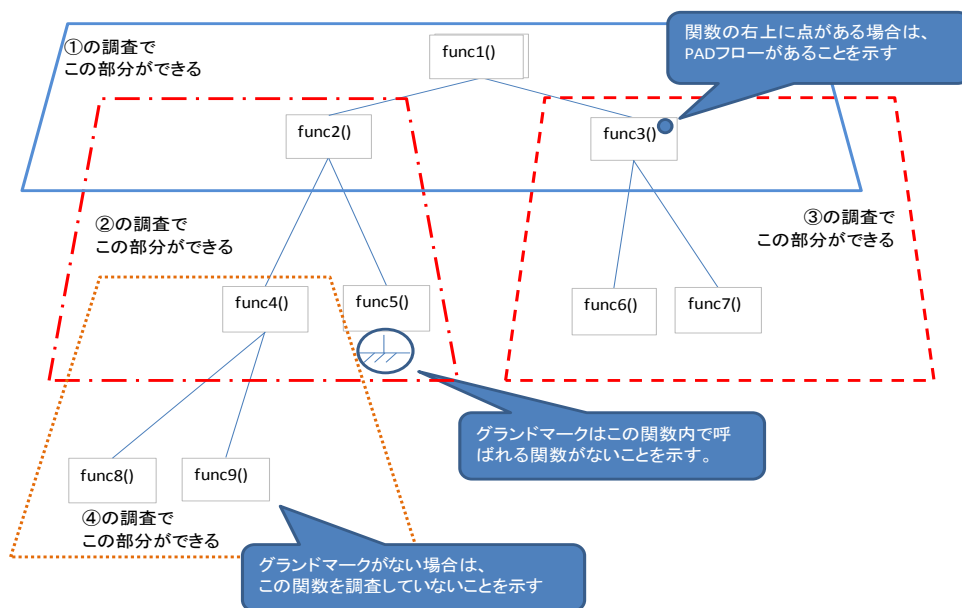 ①の調査で
この部分ができる
func1()
関数の右上に点がある場合は、
PADフローがあることを示す
func2()
func3()
②の調査で
この部分ができる
③の調査で
この部分ができる
func4()
func5()
func6()
func7()
グランドマークはこの関数内で呼
ばれる関数がないことを示す。
func8()
func9()
④の調査で
この部分ができる
グランドマークがない場合は、
この関数を調査していないことを示す